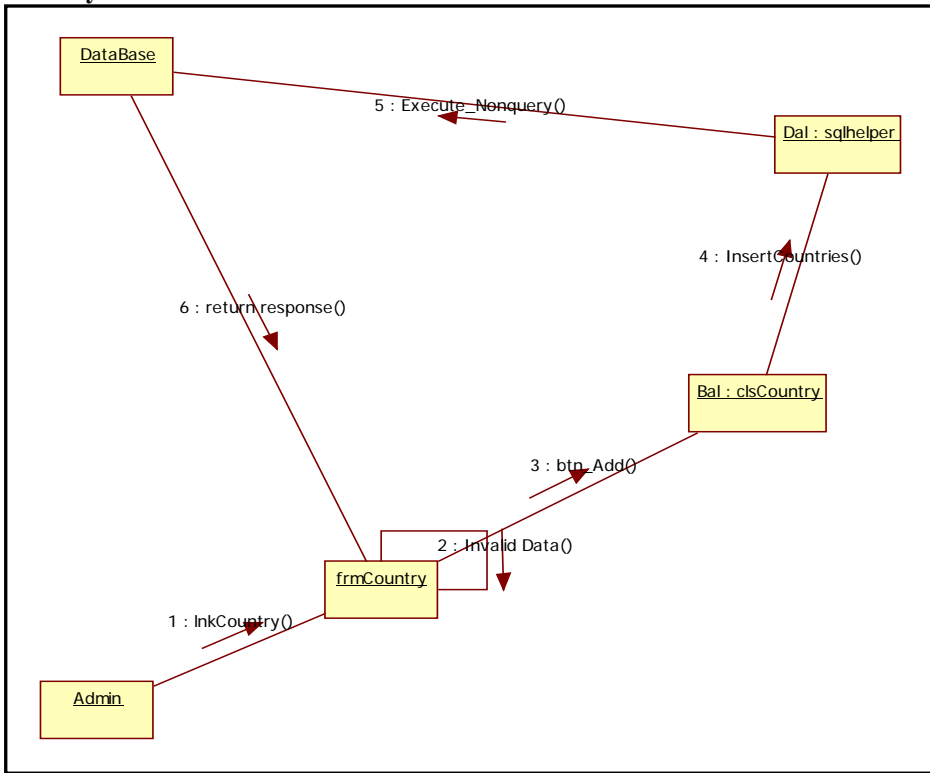 DataBase
5 : Execute_Nonquery()
Dal : sqlhelper
4 : InsertCountries()
6 : return response()
Bal : clsCountry
3 : btn_Add()
2 : Invalid Data()
frmCountry
1 : lnkCountry()
Admin